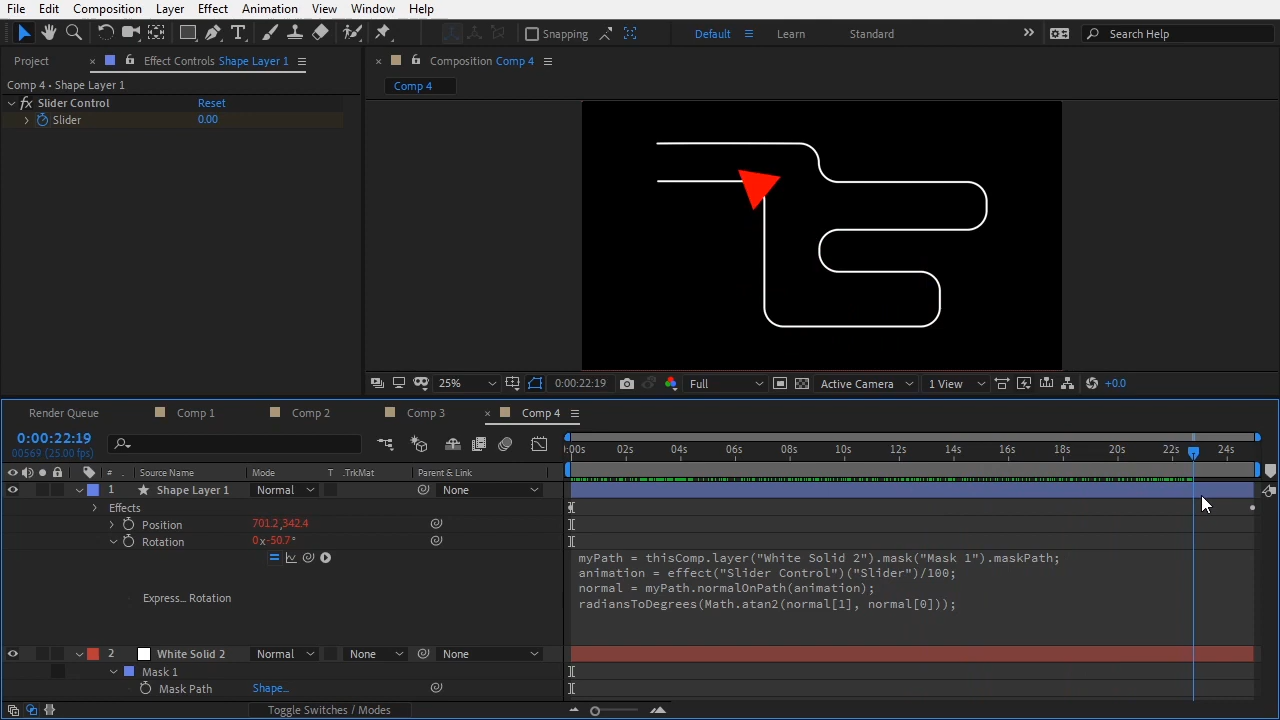 File Edit Composition Layer Effect Animation View Window Help
Snapping Default Learn Standard Search Help
Project Effect Controls Shape Layer 1
Composition Comp 4
Comp 4 • Shape Layer 1
Comp 4
fx Slider Control Reset
Slider 0.00
25% 0:00:22:19 Full Active Camera 1 View +0.0
Render Queue Comp 1 Comp 2 Comp 3 Comp 4
0:00:22:19
00569 (25.00 fps)
:00s 02s 04s 06s 08s 10s 12s 14s 16s 18s 20s 22s 24s
# Source Name Mode T .TrkMat Parent & Link
1 Shape Layer 1 Normal None
Effects
Position 701.2,342.4
Rotation 0x-50.7°
Express... Rotation
myPath = thisComp.layer("White Solid 2").mask("Mask 1").maskPath;
animation = effect("Slider Control")("Slider")/100;
normal = myPath.normalOnPath(animation);
radiansToDegrees(Math.atan2(normal[1], normal[0]));
2 White Solid 2 Normal None None
Mask 1
Mask Path Shape...
Toggle Switches / Modes